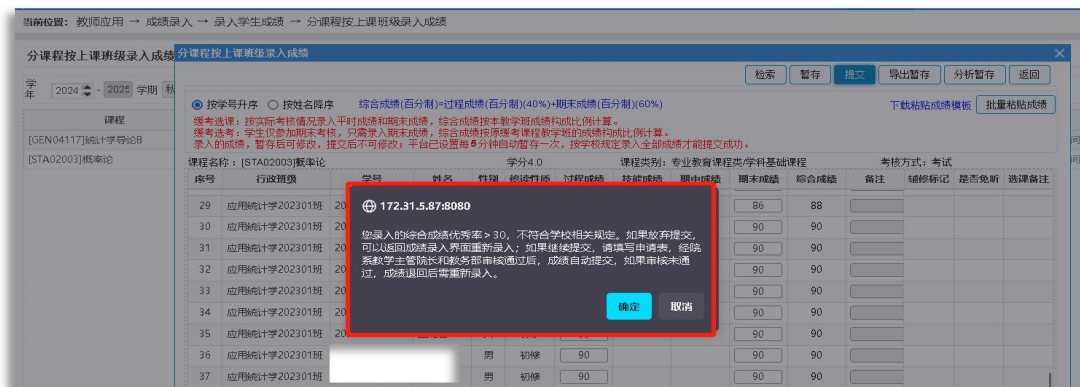 当前位置：教师应用 → 成绩录入 → 录入学生成绩 → 分课程按上课班级录入成绩
分课程按上课班级录入成绩 分课程按上课班级录入成绩
检索 暂存 提交 导出暂存 分析暂存 返回
学年 2024 - 2025 学期 秋
按学号升序 按姓名降序 综合成绩(百分制)=过程成绩(百分制)(40%)+期末成绩(百分制)(60%) 下载粘贴成绩模板 批量粘贴成绩
缓考选课：按实际考核情况录入平时成绩和期末成绩，综合成绩按本教学班成绩构成比例计算。
缓考选考：学生仅参加期末考核，只需录入期末成绩，综合成绩按原缓考课程教学班的成绩构成比例计算。
录入的成绩，暂存后可修改，提交后不可修改；平台已设置每5分钟自动暂存一次，按学校规定录入全部成绩才能提交成功。
课程
[GEN04117]统计学导论B
[STA02003]概率论
课程名称：[STA02003]概率论 学分4.0 课程类别：专业教育课程类/学科基础课程 考核方式：考试
序号 行政班级 学号 姓名 性别 修读性质 过程成绩 技能成绩 期中成绩 期末成绩 综合成绩 备注 辅修标记 是否免听 选课备注
29 应用统计学202301班 20 86 88
30 应用统计学202301班 20 90 90
31 应用统计学202301班 20 90 90
32 应用统计学202301班 20 90 90
33 应用统计学202301班 20 90 90
34 应用统计学202301班 20 90 90
35 应用统计学202301班 20 90 90
36 应用统计学202301班 男 初修 90 90 90
37 应用统计学202301班 男 初修 90 90 90
172.31.5.87:8080
您录入的综合成绩优秀率＞30，不符合学校相关规定。如果放弃提交，
可以返回成绩录入界面重新录入；如果继续提交，请填写申请表，经院
系教学主管院长和教务部审核通过后，成绩自动提交，如果审核未通
过，成绩退回后需重新录入。
确定 取消